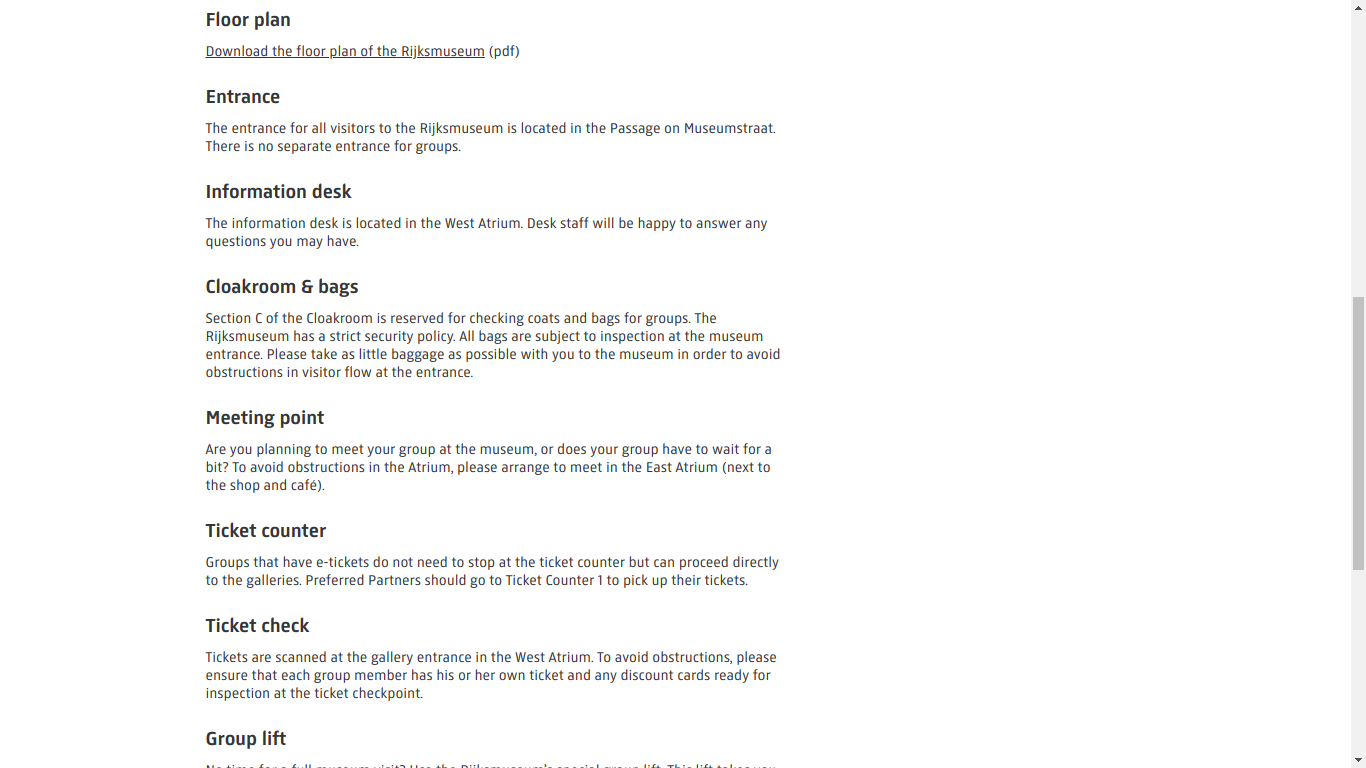 Floor plan
Download the floor plan of the Rijksmuseum (pdf)
Entrance
The entrance for all visitors to the Rijksmuseum is located in the Passage on Museumstraat.
There is no separate entrance for groups.
Information desk
The information desk is located in the West Atrium. Desk staff will be happy to answer any
questions you may have.
Cloakroom & bags
Section C of the Cloakroom is reserved for checking coats and bags for groups. The
Rijksmuseum has a strict security policy. All bags are subject to inspection at the museum
entrance. Please take as little baggage as possible with you to the museum in order to avoid
obstructions in visitor flow at the entrance.
Meeting point
Are you planning to meet your group at the museum, or does your group have to wait for a
bit? To avoid obstructions in the Atrium, please arrange to meet in the East Atrium (next to
the shop and café).
Ticket counter
Groups that have e-tickets do not need to stop at the ticket counter but can proceed directly
to the galleries. Preferred Partners should go to Ticket Counter 1 to pick up their tickets.
Ticket check
Tickets are scanned at the gallery entrance in the West Atrium. To avoid obstructions, please
ensure that each group member has his or her own ticket and any discount cards ready for
inspection at the ticket checkpoint.
Group lift